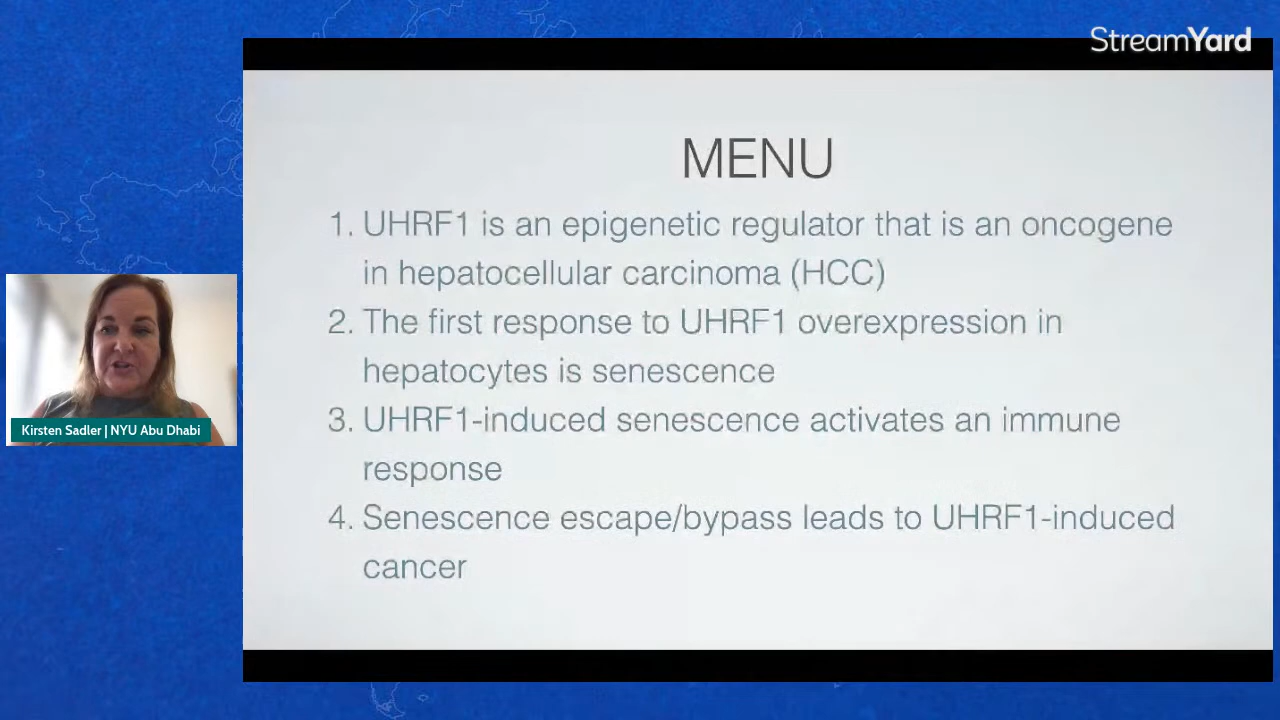 StreamYard
MENU
1. UHRF1 is an epigenetic regulator that is an oncogene
in hepatocellular carcinoma (HCC)
2. The first response to UHRF1 overexpression in
hepatocytes is senescence
3. UHRF1-induced senescence activates an immune
response
4. Senescence escape/bypass leads to UHRF1-induced
cancer
Kirsten Sadler | NYU Abu Dhabi